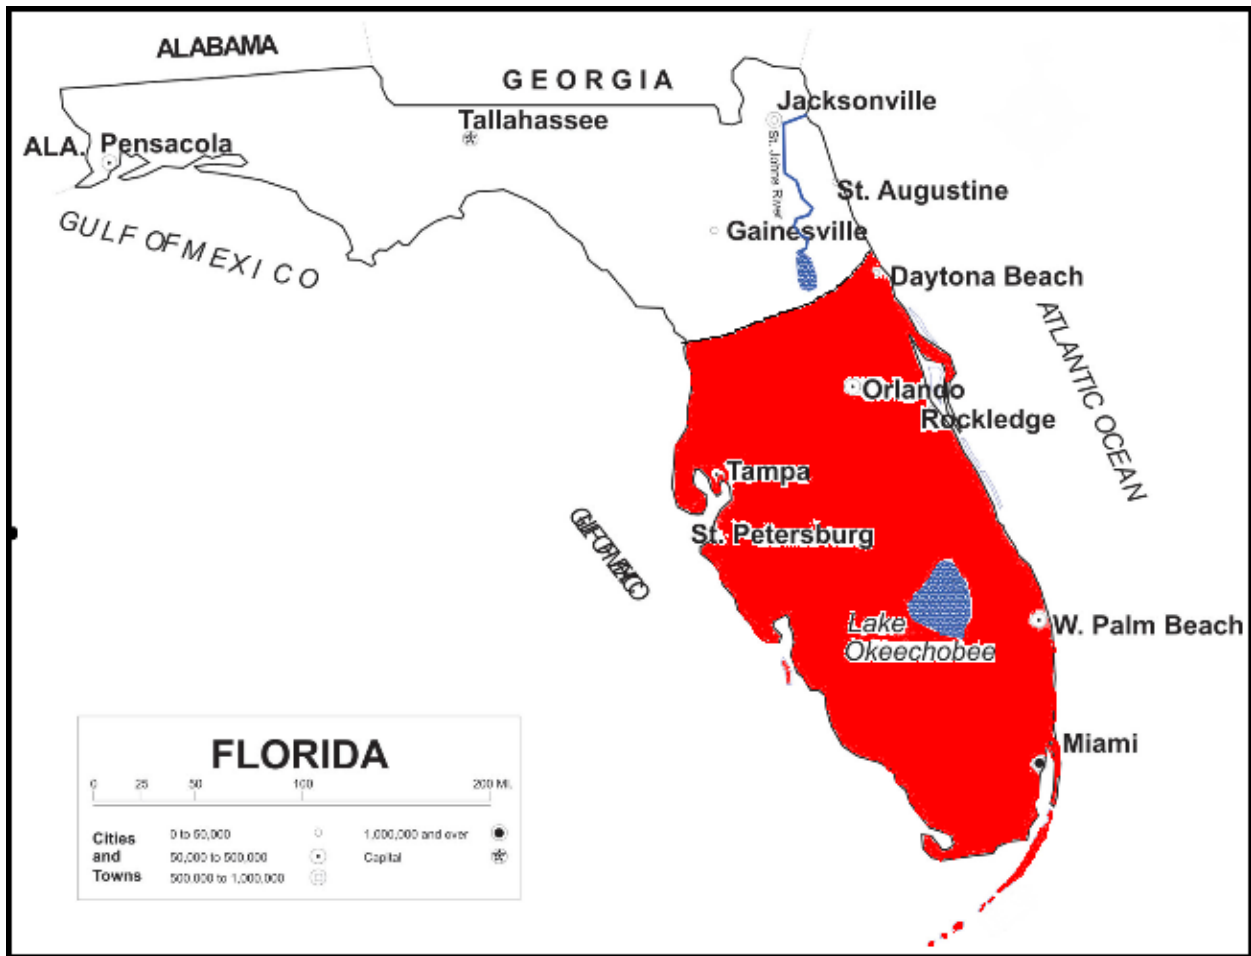 ALABAMA
GEORGIA
Jacksonville
Tallahassee
ALA.
Pensacola
St. Johns River
St. Augustine
GULF OF MEXICO
Gainesville
Daytona Beach
ATLANTIC OCEAN
Orlando
Rockledge
Tampa
GULF OF MEXICO
St. Petersburg
Lake
Okeechobee
W. Palm Beach
Miami
FLORIDA
0 25 50 100 200 MI.
Cities
and
Towns
0 to 50,000
50,000 to 500,000
500,000 to 1,000,000
1,000,000 and over
Capital